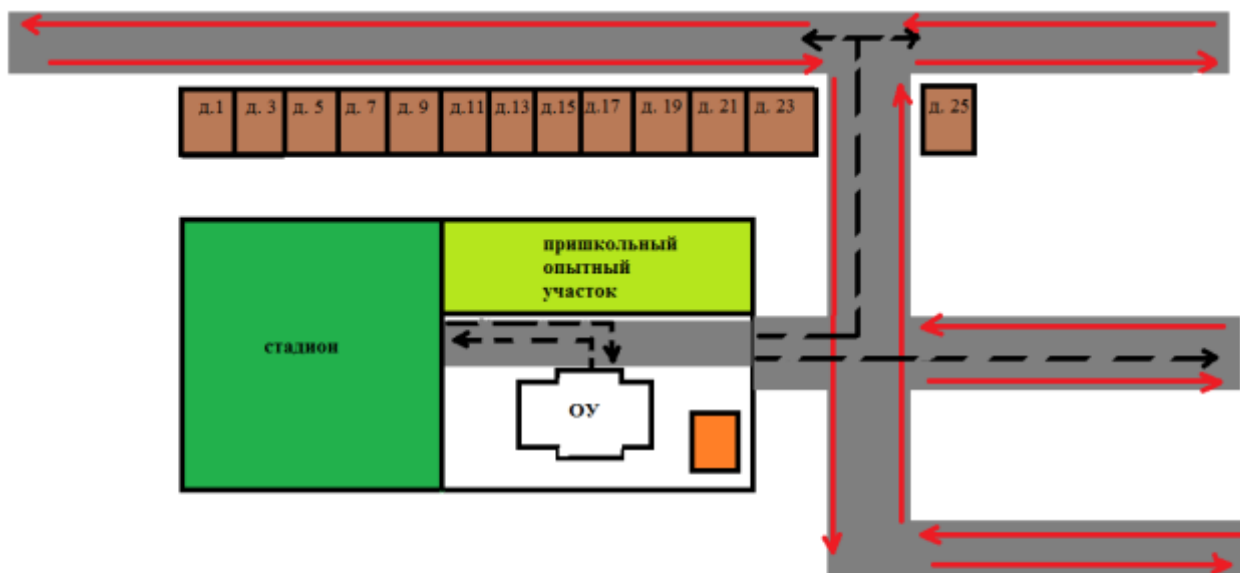 д.1 д. 3 д. 5 д. 7 д. 9 д.11 д.13 д.15 д.17 д. 19 д. 21 д. 23 д. 25
пришкольный
опытный
участок
стадион
ОУ